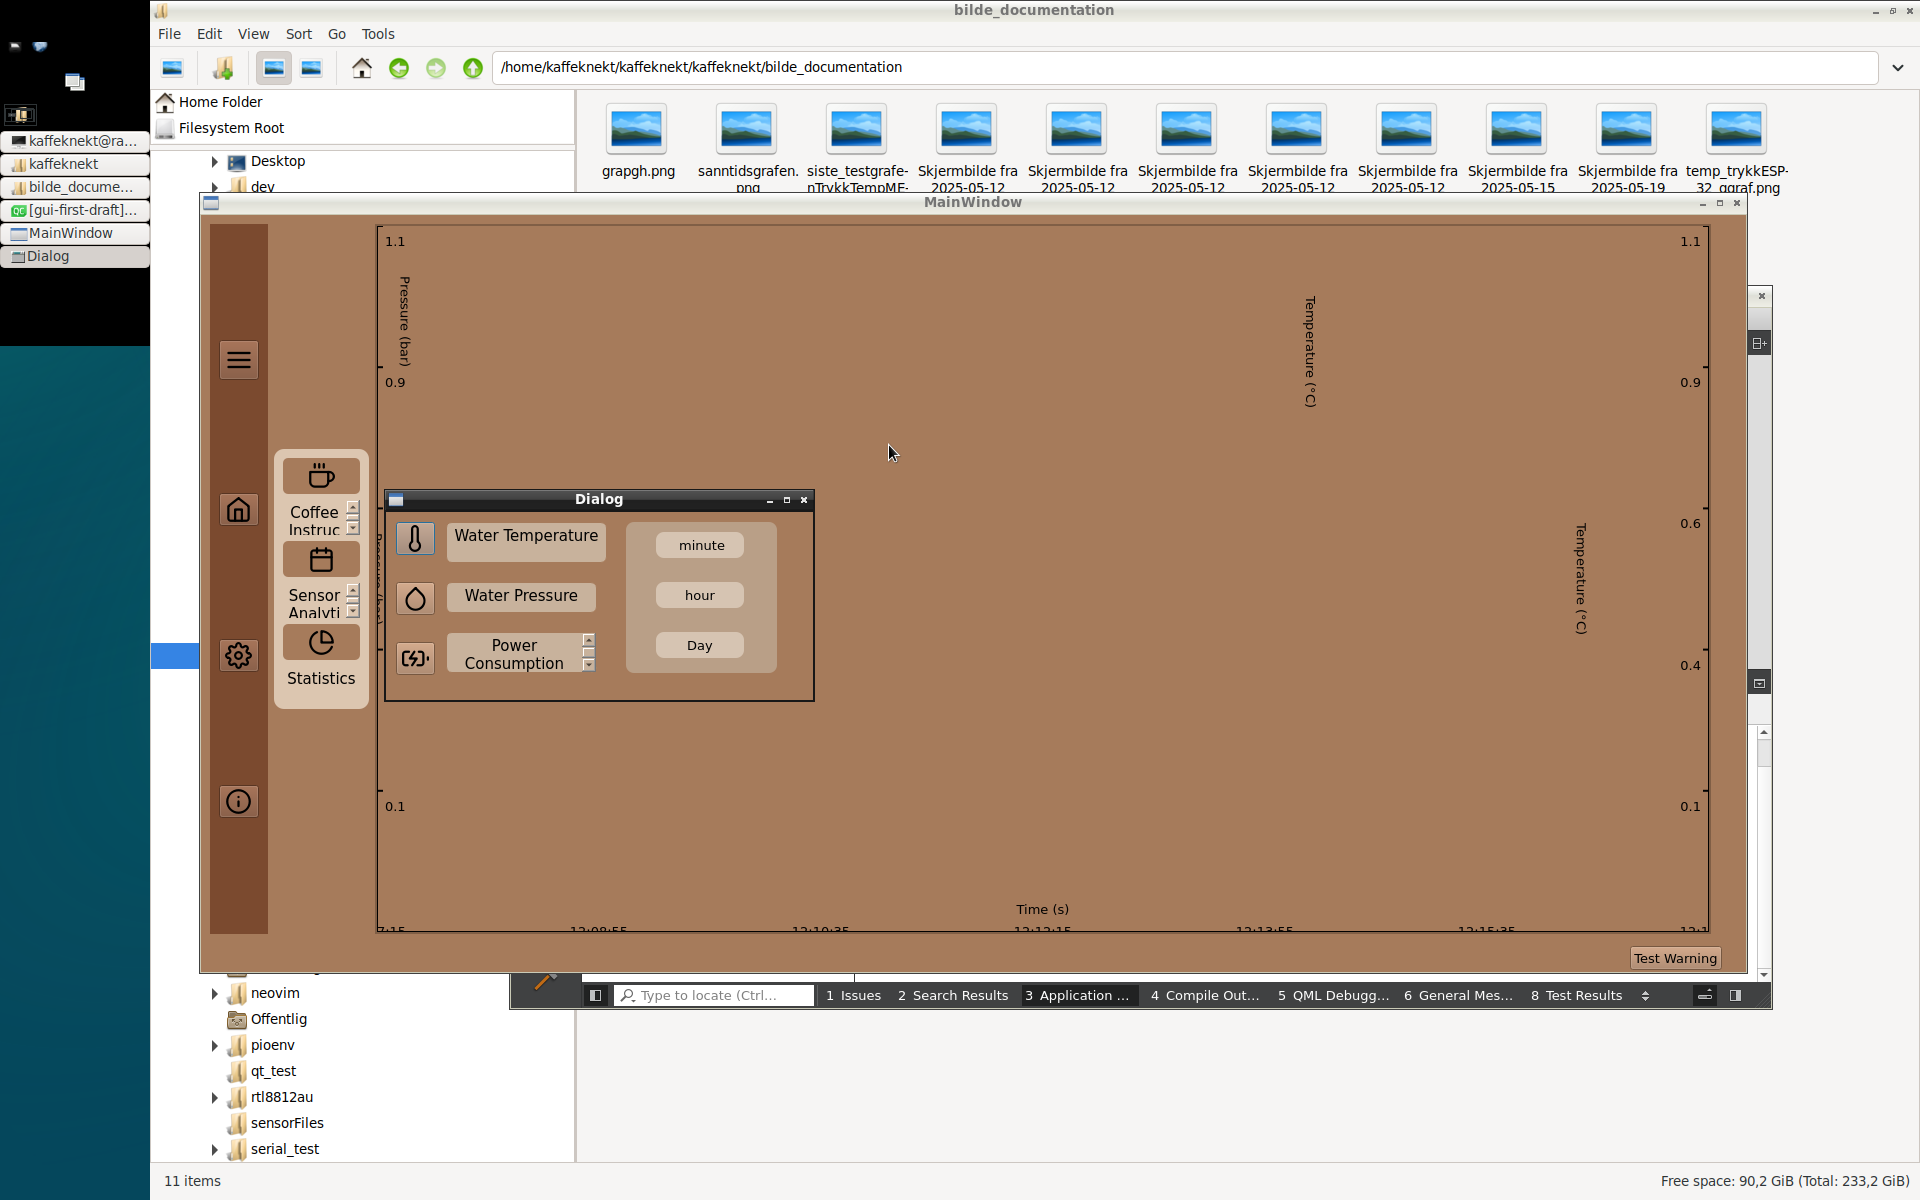 bilde_documentation
File Edit View Sort Go Tools
/home/kaffeknekt/kaffeknekt/kaffeknekt/bilde_documentation
Home Folder
Filesystem Root
Desktop
dev
kaffeknekt@ra...
kaffeknekt
bilde_docume...
[gui-first-draft]...
MainWindow
Dialog
grapgh.png
sanntidsgrafen.
png
siste_testgrafe-
nTrykkTempMF-
Skjermbilde fra
2025-05-12
Skjermbilde fra
2025-05-12
Skjermbilde fra
2025-05-12
Skjermbilde fra
2025-05-12
Skjermbilde fra
2025-05-12
Skjermbilde fra
2025-05-15
Skjermbilde fra
2025-05-19
temp_trykkESP-
32_ggraf.png
MainWindow
1.1
Pressure (bar)
0.9
0.1
Temperature (°C)
1.1
0.9
0.6
0.4
0.1
Temperature (°C)
Coffee
Instruc
Sensor
Analyti
Statistics
Dialog
Water Temperature
Water Pressure
Power
Consumption
minute
hour
Day
Time (s)
7:15 12:08:55 12:10:35 12:12:15 12:13:55 12:15:35 12:1
Test Warning
Type to locate (Ctrl...
1 Issues 2 Search Results 3 Application ... 4 Compile Out... 5 QML Debugg... 6 General Mes... 8 Test Results
neovim
Offentlig
pioenv
qt_test
rtl8812au
sensorFiles
serial_test
11 items
Free space: 90,2 GiB (Total: 233,2 GiB)